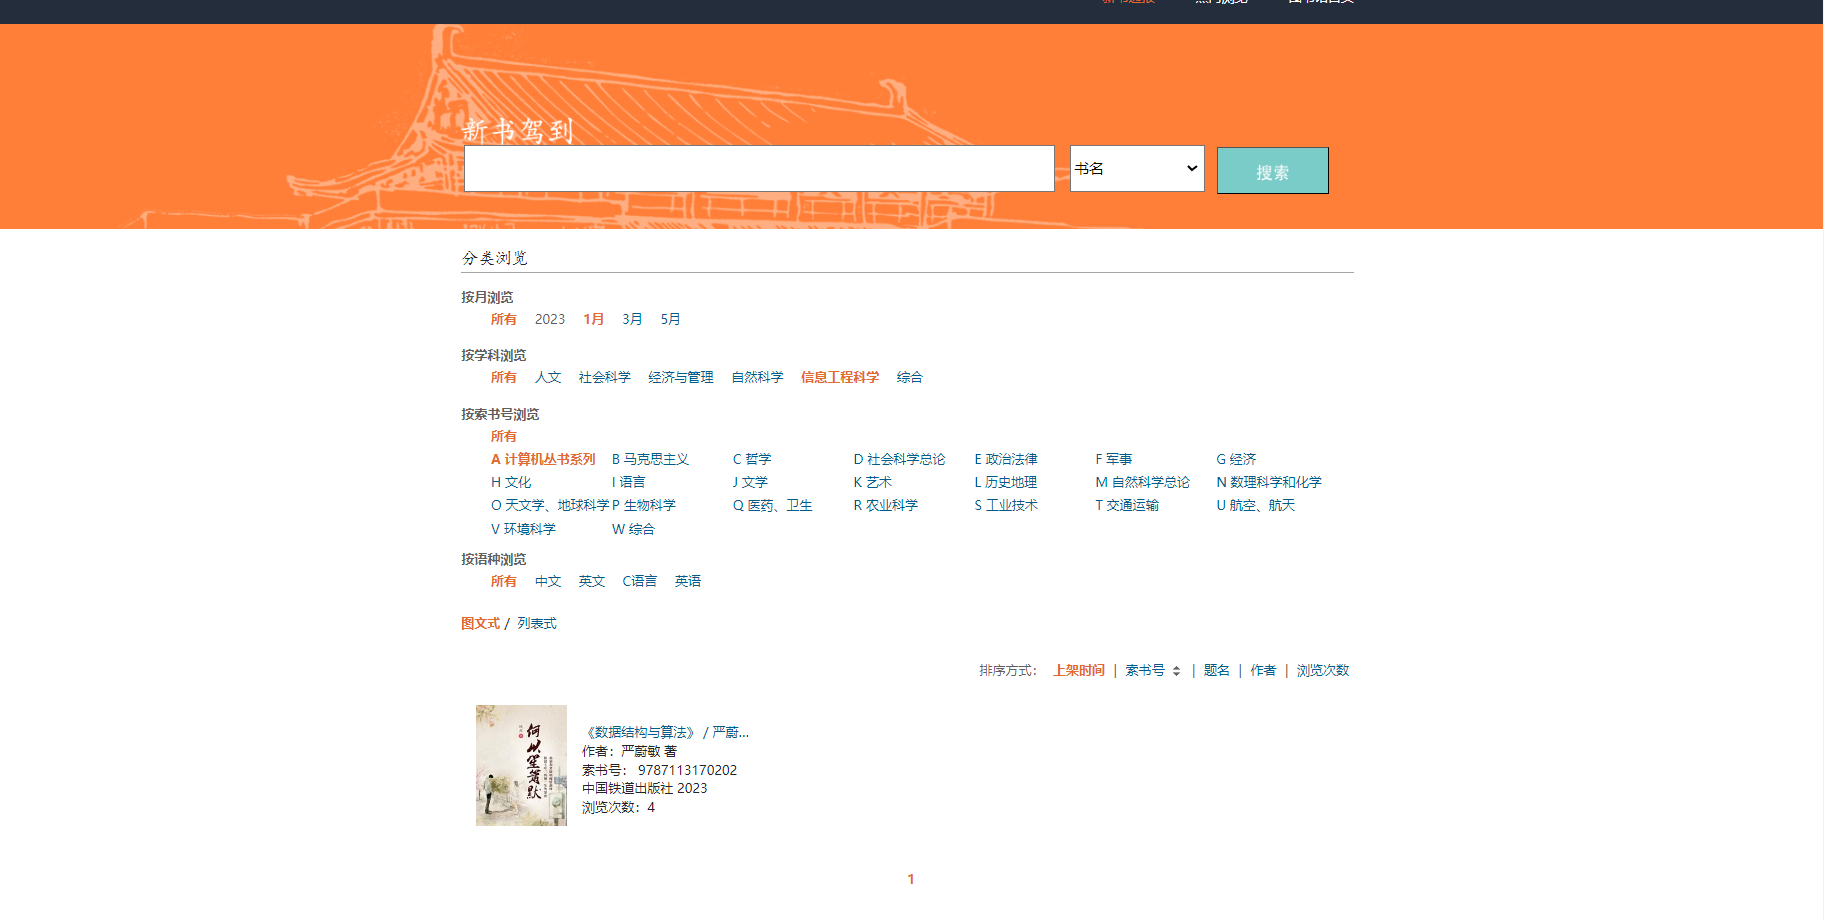 新书驾到
书名
搜索
分类浏览
按月浏览
所有 2023 1月 3月 5月
按学科浏览
所有 人文 社会科学 经济与管理 自然科学 信息工程科学 综合
按索书号浏览
所有
A 计算机丛书系列 B 马克思主义 C 哲学 D 社会科学总论 E 政治法律 F 军事 G 经济
H 文化 I 语言 J 文学 K 艺术 L 历史地理 M 自然科学总论 N 数理科学和化学
O 天文学、地球科学 P 生物科学 Q 医药、卫生 R 农业科学 S 工业技术 T 交通运输 U 航空、航天
V 环境科学 W 综合
按语种浏览
所有 中文 英文 C语言 英语
图文式 / 列表式
排序方式： 上架时间 | 索书号 | 题名 | 作者 | 浏览次数
何以笙箫默
《数据结构与算法》 / 严蔚...
作者：严蔚敏 著
索书号： 9787113170202
中国铁道出版社 2023
浏览次数：4
1